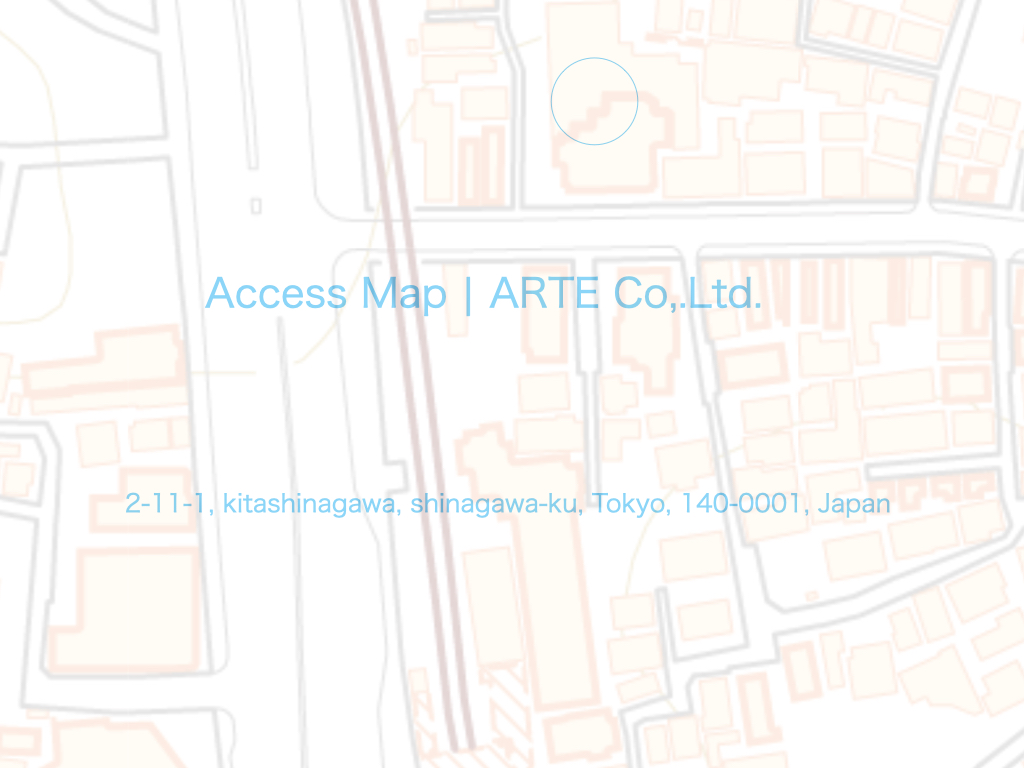 Access Map | ARTE Co,.Ltd.
2-11-1, kitashinagawa, shinagawa-ku, Tokyo, 140-0001, Japan